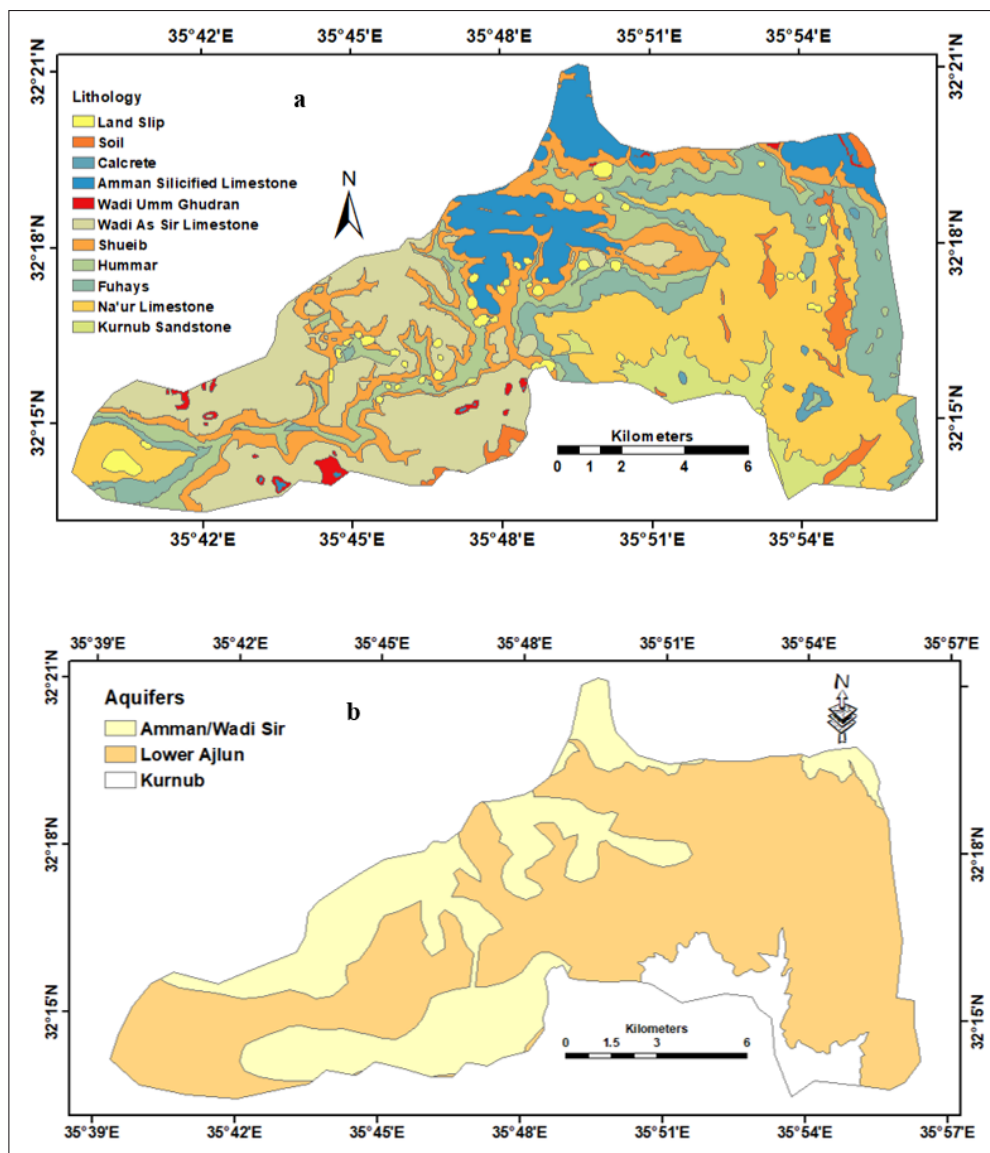 35°42'E 35°45'E 35°48'E 35°51'E 35°54'E
32°21'N 32°21'N
Lithology
a
Land Slip
Soil
Calcrete
Amman Silicified Limestone
Wadi Umm Ghudran
Wadi As Sir Limestone
Shueib
Hummar
Fuhays
Na'ur Limestone
Kurnub Sandstone
N
32°18'N 32°18'N
32°15'N 32°15'N
Kilometers
0 1 2 4 6
35°42'E 35°45'E 35°48'E 35°51'E 35°54'E
35°39'E 35°42'E 35°45'E 35°48'E 35°51'E 35°54'E 35°57'E
32°21'N 32°21'N
Aquifers
b
Amman/Wadi Sir
Lower Ajlun
Kurnub
N
32°18'N 32°18'N
32°15'N 32°15'N
Kilometers
0 1.5 3 6
35°39'E 35°42'E 35°45'E 35°48'E 35°51'E 35°54'E 35°57'E